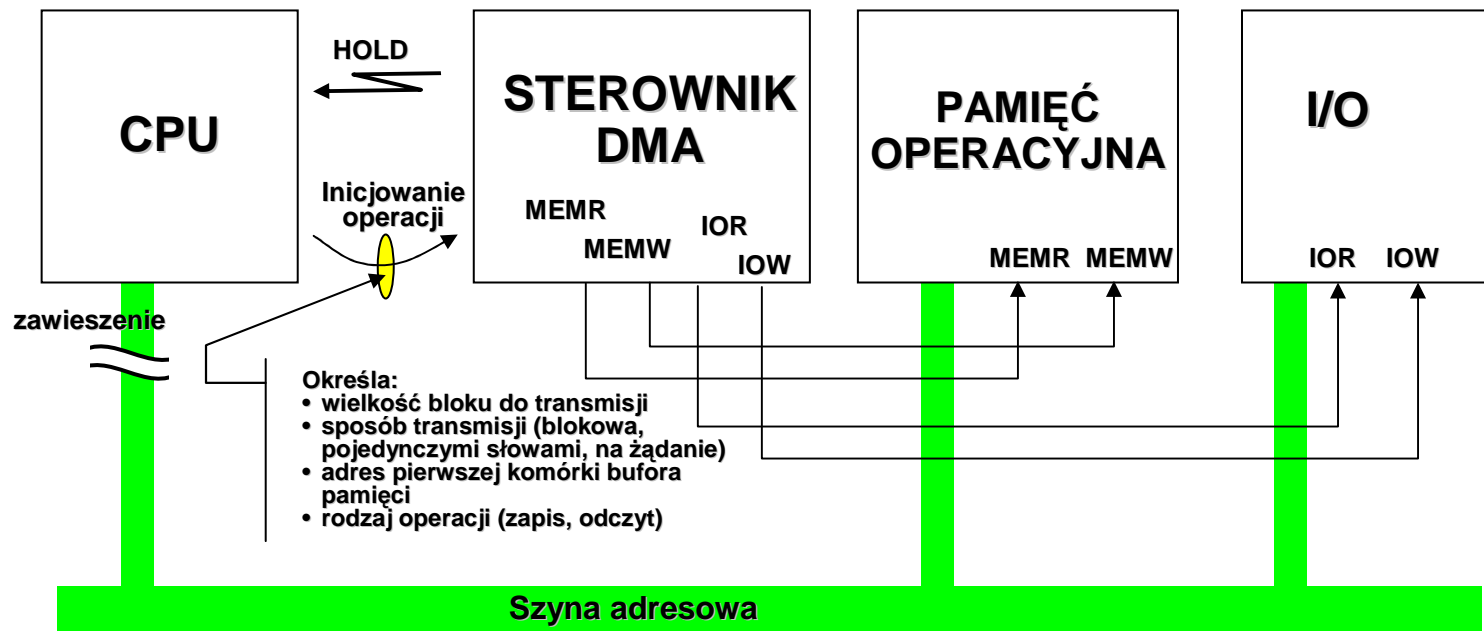 HOLD
CPU
STEROWNIK
DMA
PAMIĘĆ
OPERACYJNA
I/O
Inicjowanie
operacji
MEMR
MEMW
IOR
IOW
MEMR MEMW
IOR IOW
zawieszenie
Określa:
• wielkość bloku do transmisji
• sposób transmisji (blokowa,
pojedynczymi słowami, na żądanie)
• adres pierwszej komórki bufora
pamięci
• rodzaj operacji (zapis, odczyt)
Szyna adresowa